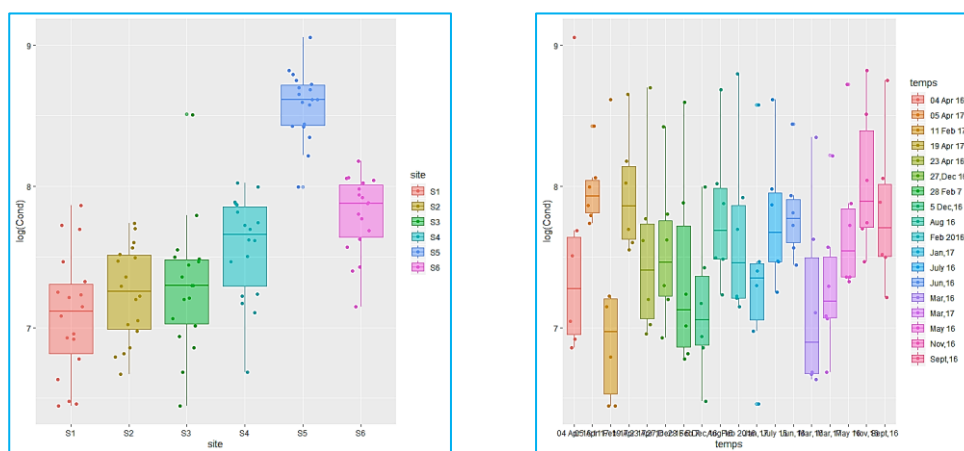 9
8
7
log(Cond)
S1
S2
S3
S4
S5
S6
site
site
S1
S2
S3
S4
S5
S6
9
8
7
log(Cond)
04 Apr
temps
temps
04 Apr 16
05 Apr 17
11 Feb 17
19 Apr 17
23 Apr 16
27,Dec 16
28 Feb 7
5 Dec,16
Aug 16
Feb 2016
Jan,17
July 16
Jun,16
Mar,16
Mar,17
May 16
Nov,16
Sept,16